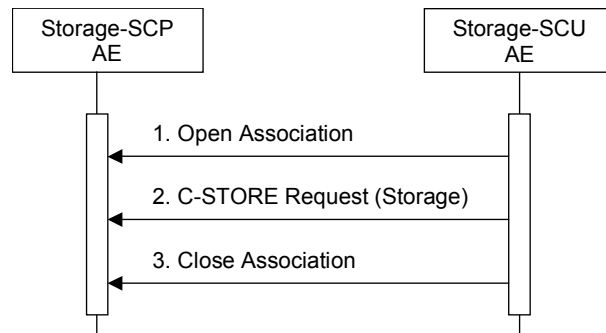 Storage-SCP
AE
Storage-SCU
AE
1. Open Association
2. C-STORE Request (Storage)
3. Close Association